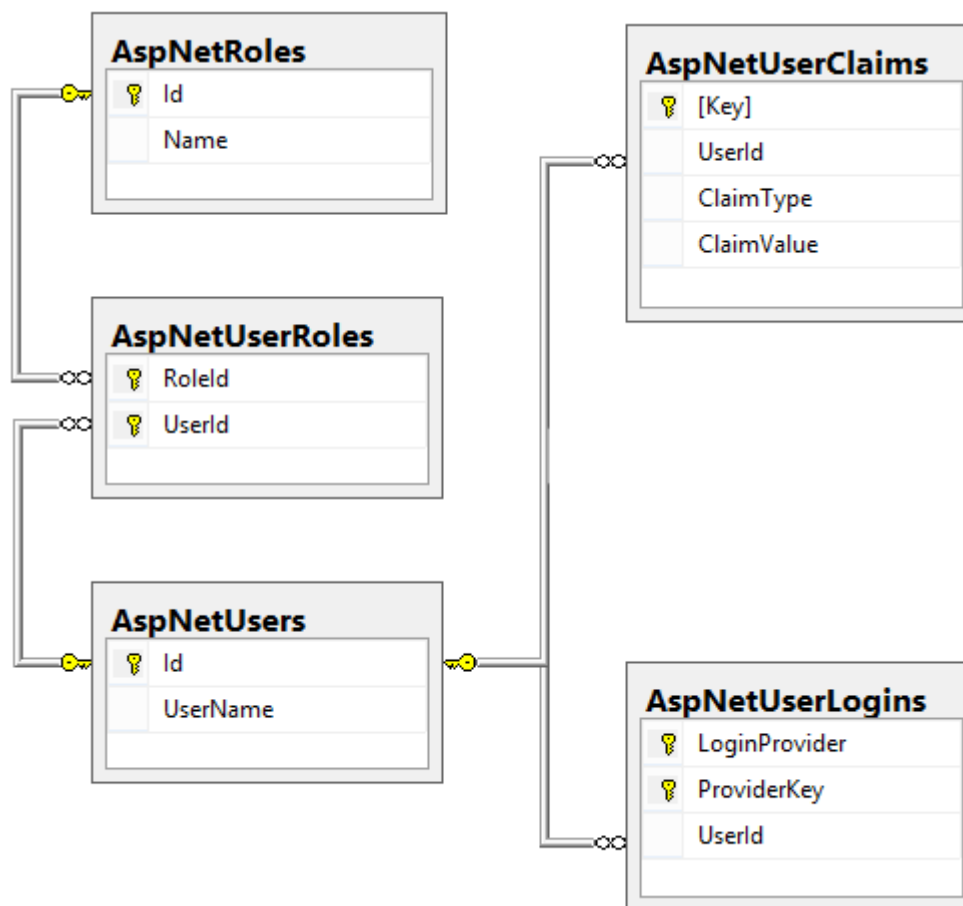 AspNetRoles
Id
Name
AspNetUserRoles
RoleId
UserId
AspNetUsers
Id
UserName
AspNetUserClaims
[Key]
UserId
ClaimType
ClaimValue
AspNetUserLogins
LoginProvider
ProviderKey
UserId